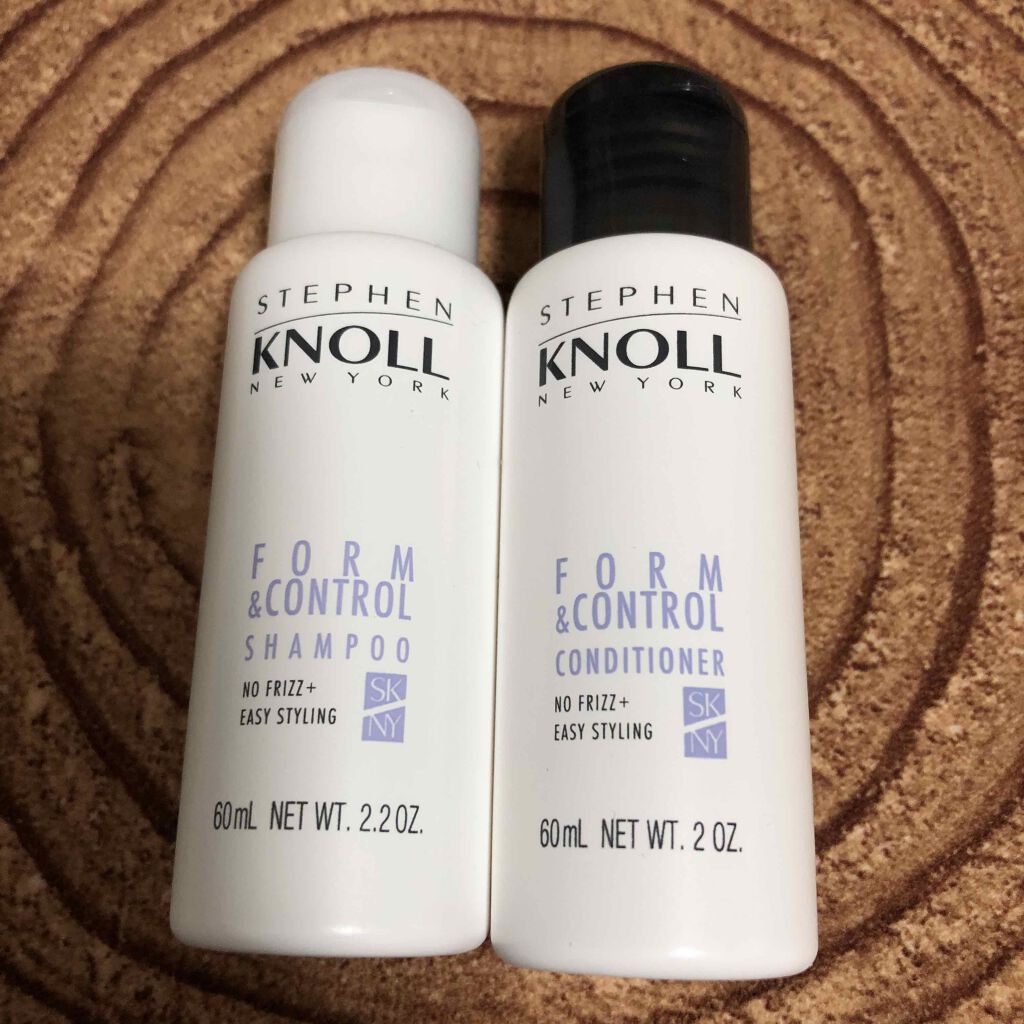 STEPHEN
KNOLL
NEW YORK
FORM
&CONTROL
SHAMPOO
NO FRIZZ+
EASY STYLING
SK
NY
60mL NET WT. 2.2 OZ.
STEPHEN
KNOLL
NEW YORK
FORM
&CONTROL
CONDITIONER
NO FRIZZ+
EASY STYLING
SK
NY
60mL NET WT. 2 OZ.